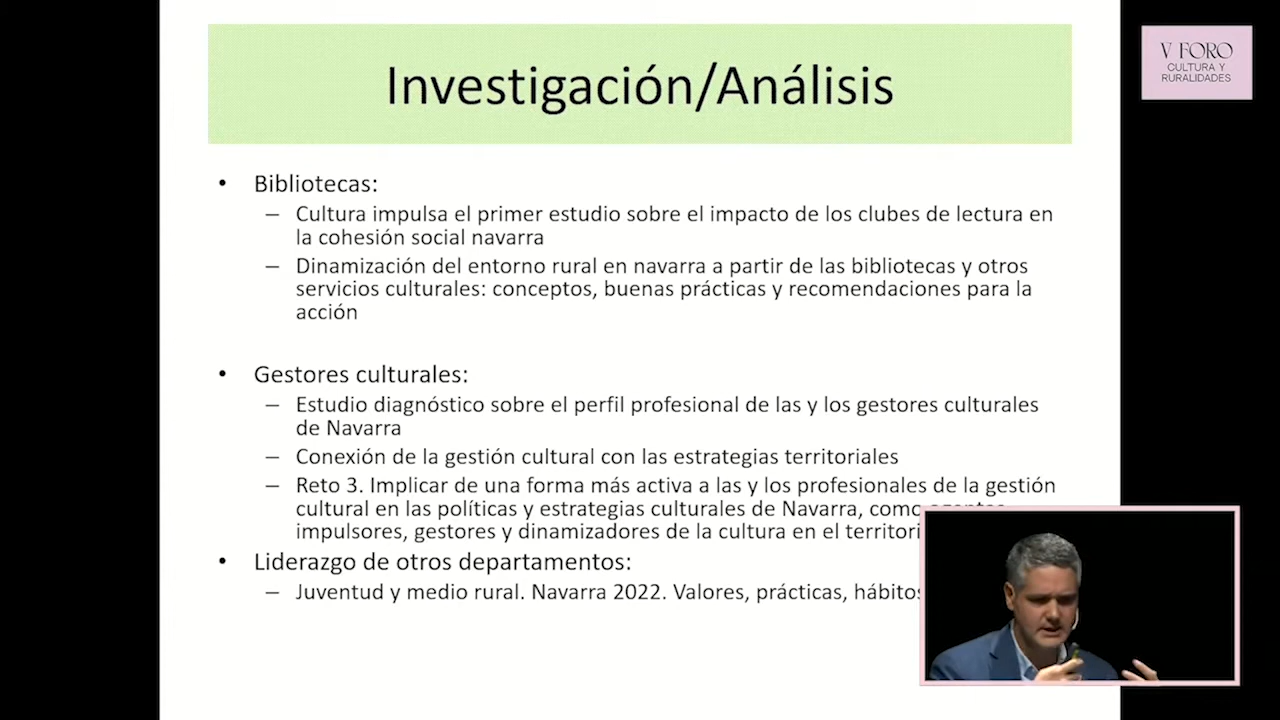 Investigación/Análisis
V FORO
CULTURA Y
RURALIDADES
• Bibliotecas:
– Cultura impulsa el primer estudio sobre el impacto de los clubes de lectura en
la cohesión social navarra
– Dinamización del entorno rural en navarra a partir de las bibliotecas y otros
servicios culturales: conceptos, buenas prácticas y recomendaciones para la
acción
• Gestores culturales:
– Estudio diagnóstico sobre el perfil profesional de las y los gestores culturales
de Navarra
– Conexión de la gestión cultural con las estrategias territoriales
– Reto 3. Implicar de una forma más activa a las y los profesionales de la gestión
cultural en las políticas y estrategias culturales de Navarra, como
impulsores, gestores y dinamizadores de la cultura en el
• Liderazgo de otros departamentos:
– Juventud y medio rural. Navarra 2022. Valores, prácticas, hábitos